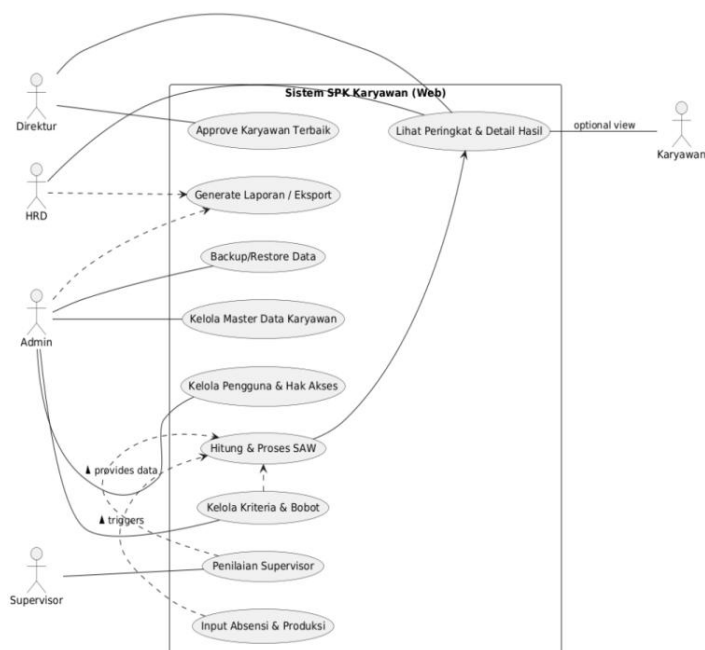 Sistem SPK Karyawan (Web)
Direktur
Approve Karyawan Terbaik
Lihat Peringkat & Detail Hasil
optional view
Karyawan
HRD
Generate Laporan / Eksport
Backup/Restore Data
Admin
Kelola Master Data Karyawan
Kelola Pengguna & Hak Akses
Hitung & Proses SAW
provides data
Kelola Kriteria & Bobot
triggers
Supervisor
Penilaian Supervisor
Input Absensi & Produksi